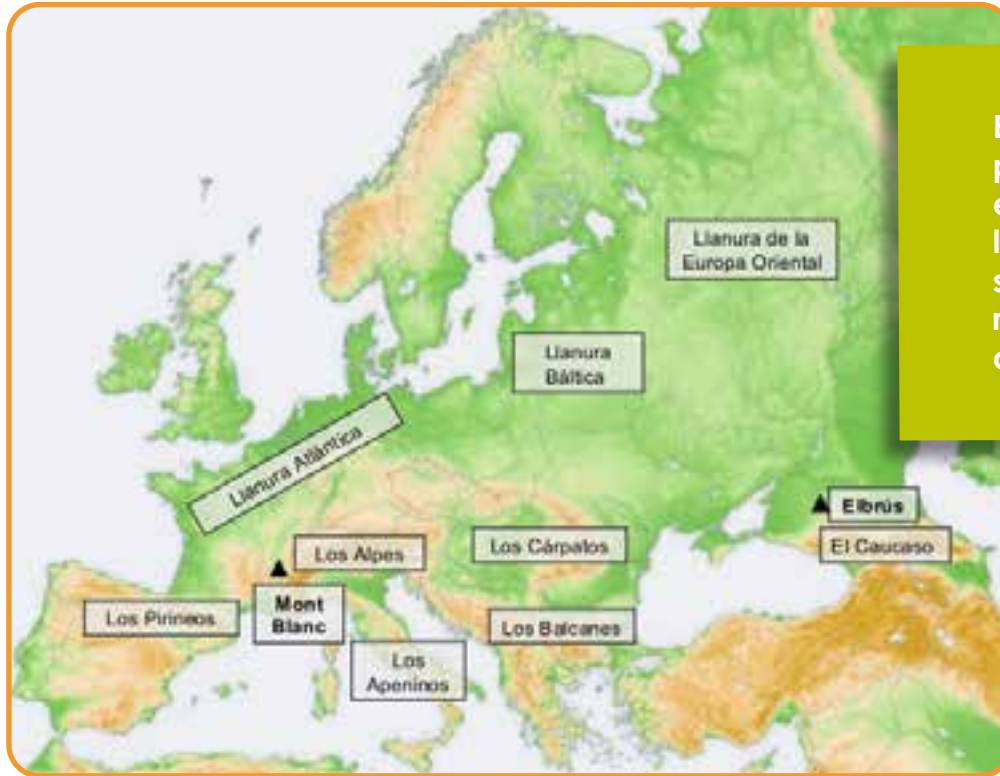 Llanura de la
Europa Oriental
Llanura
Báltica
Llanura Atlántica
Elbrús
El Caucaso
Los Alpes
Los Cárpatos
Mont
Blanc
Los Pirineos
Los Balcanes
Los
Apeninos